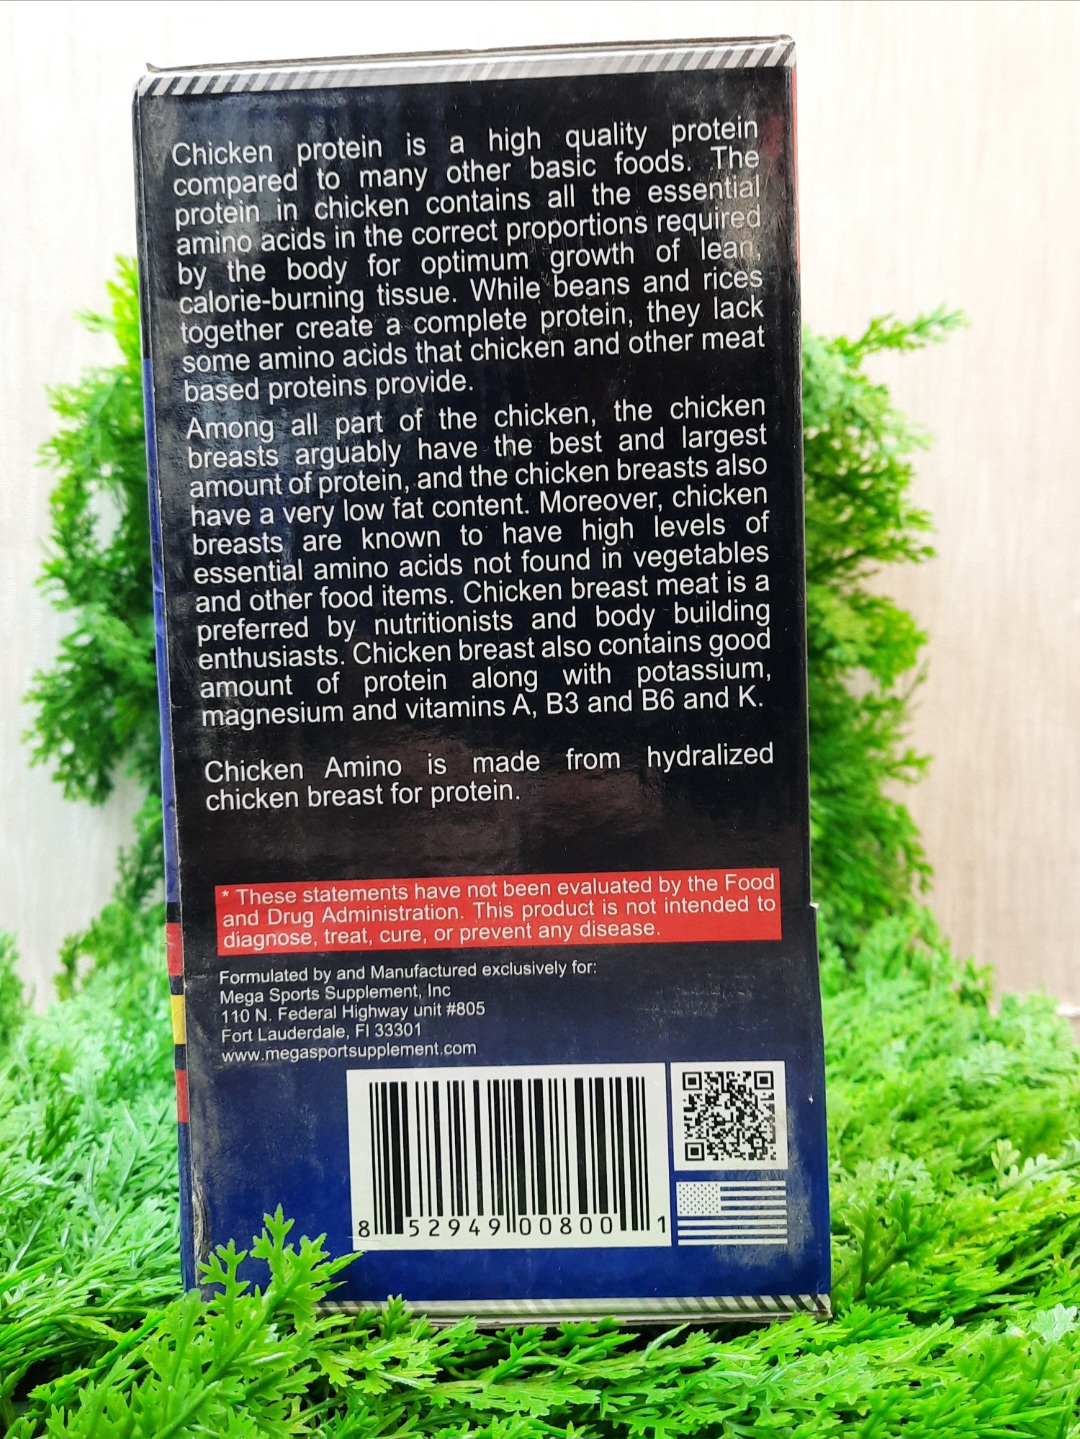 Chicken protein is a high quality protein
compared to many other basic foods. The
protein in chicken contains all the essential
amino acids in the correct proportions required
by the body for optimum growth of lean,
calorie-burning tissue. While beans and rices
together create a complete protein, they lack
some amino acids that chicken and other meat
based proteins provide.
Among all part of the chicken, the chicken
breasts arguably have the best and largest
amount of protein, and the chicken breasts also
have a very low fat content. Moreover, chicken
breasts are known to have high levels of
essential amino acids not found in vegetables
and other food items. Chicken breast meat is a
preferred by nutritionists and body building
enthusiasts. Chicken breast also contains good
amount of protein along with potassium,
magnesium and vitamins A, B3 and B6 and K.
Chicken Amino is made from hydralized
chicken breast for protein.
* These statements have not been evaluated by the Food
and Drug Administration. This product is not intended to
diagnose, treat, cure, or prevent any disease.
Formulated by and Manufactured exclusively for:
Mega Sports Supplement, Inc
110 N. Federal Highway unit #805
Fort Lauderdale, Fl 33301
www.megasportsupplement.com
8 52949 00800 1